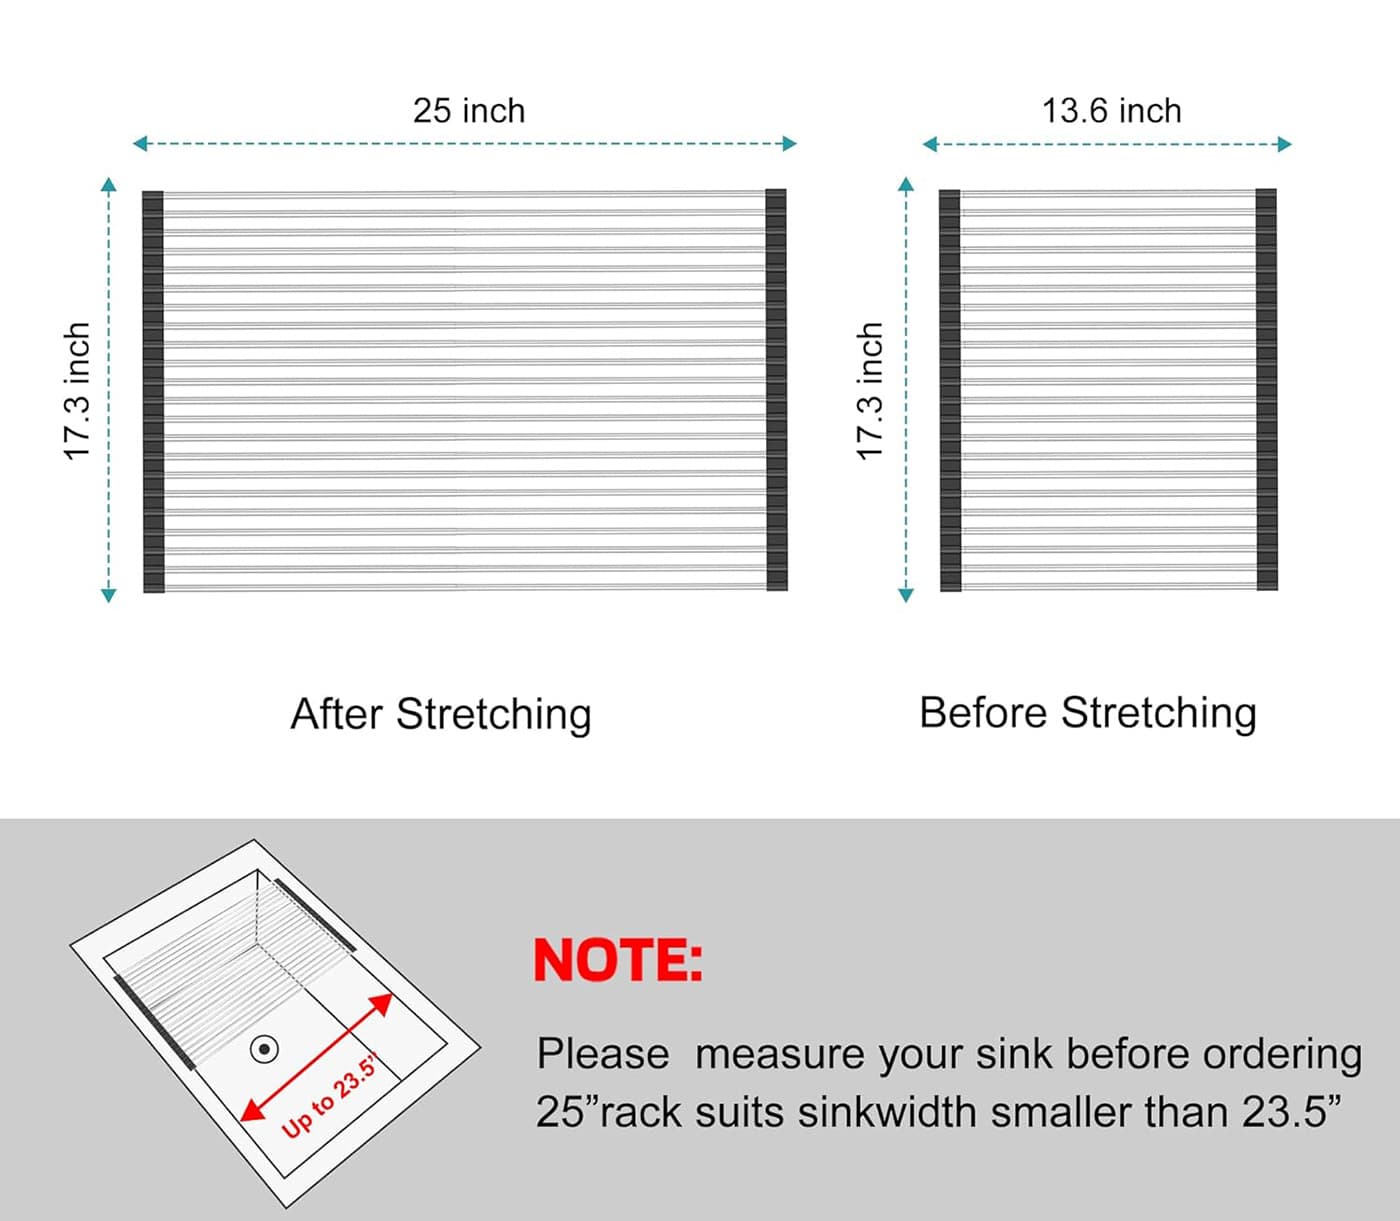 25 inch
13.6 inch
17.3 inch
17.3 inch
After Stretching
Before Stretching
Up to 23.5”
NOTE:
Please measure your sink before ordering
25”rack suits sinkwidth smaller than 23.5”